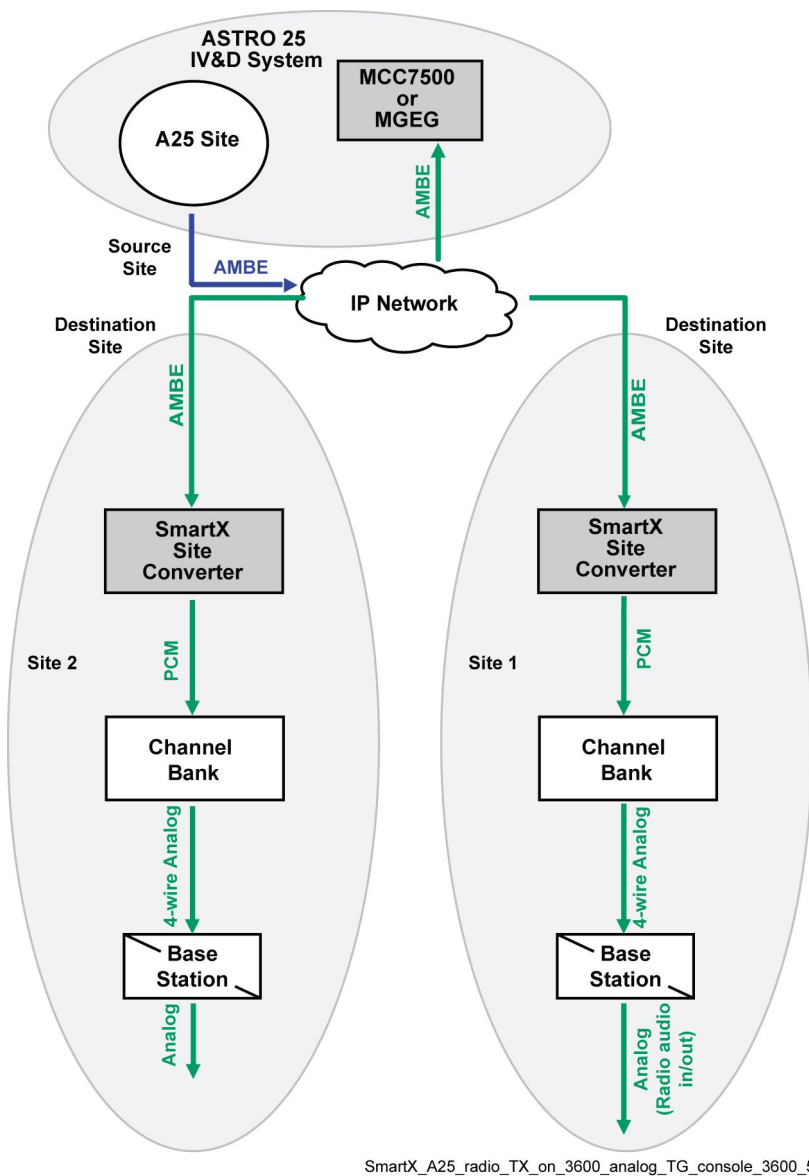 ASTRO 25
IV&D System
MCC7500
or
MGEG
A25 Site
AMBE
Source
Site
AMBE
IP Network
Destination
Site
Destination
Site
AMBE
AMBE
SmartX
Site
Converter
SmartX
Site
Converter
Site 2
PCM
Site 1
PCM
Channel
Bank
Channel
Bank
4-wire Analog
4-wire Analog
Base
Station
Base
Station
Analog
Analog
(Radio audio
in/out)
SmartX_A25_radio_TX_on_3600_analog_TG_console_3600_5